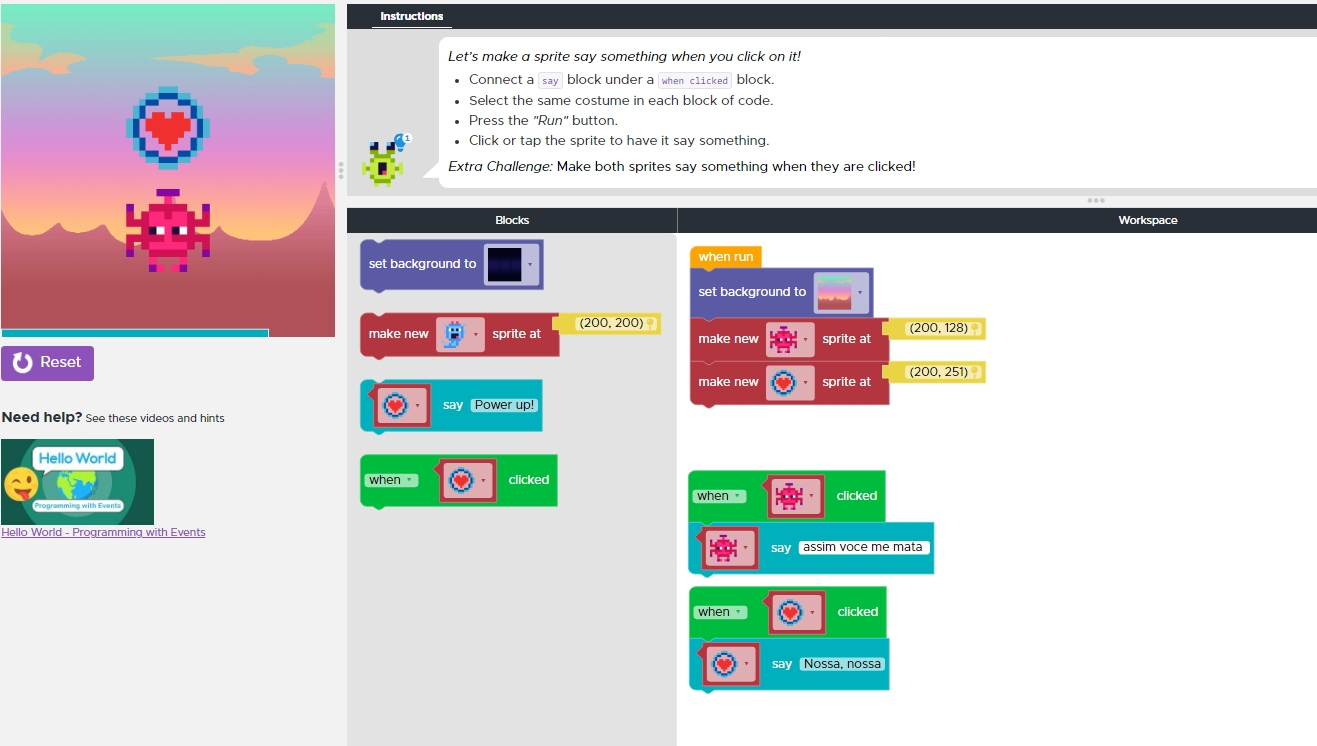 Instructions
Let's make a sprite say something when you click on it!
• Connect a say block under a when clicked block.
• Select the same costume in each block of code.
• Press the "Run" button.
• Click or tap the sprite to have it say something.
1
Extra Challenge: Make both sprites say something when they are clicked!
Reset
Need help? See these videos and hints
Hello World
Programming with Events
Hello World - Programming with Events
Blocks
set background to
make new sprite at (200, 200)
say Power up!
when clicked
Workspace
when run
set background to
make new sprite at (200, 128)
make new sprite at (200, 251)
when clicked
say assim voce me mata
when clicked
say Nossa, nossa